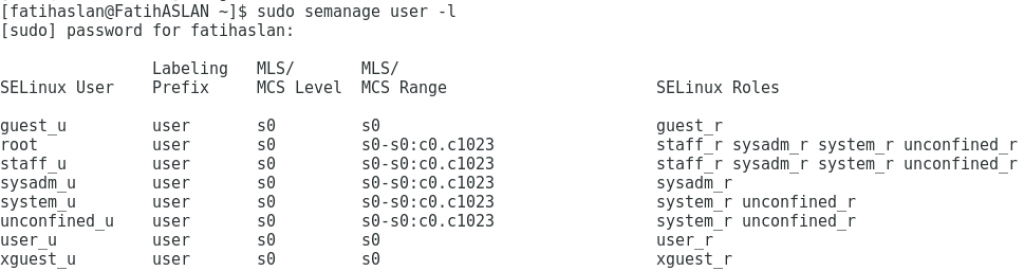 [fatihaslan@FatihASLAN ~]$ sudo semanage user -l
[sudo] password for fatihaslan:

                Labeling   MLS/       MLS/
SELinux User    Prefix     MCS Level  MCS Range                      SELinux Roles

guest_u         user       s0         s0                             guest_r
root            user       s0         s0-s0:c0.c1023                 staff_r sysadm_r system_r unconfined_r
staff_u         user       s0         s0-s0:c0.c1023                 staff_r sysadm_r system_r unconfined_r
sysadm_u        user       s0         s0-s0:c0.c1023                 sysadm_r
system_u        user       s0         s0-s0:c0.c1023                 system_r unconfined_r
unconfined_u    user       s0         s0-s0:c0.c1023                 system_r unconfined_r
user_u          user       s0         s0                             user_r
xguest_u        user       s0         s0                             xguest_r